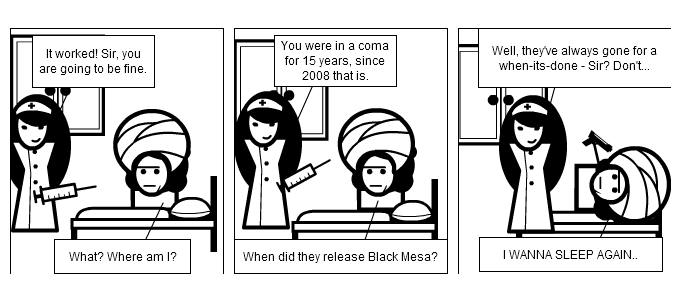 It worked! Sir, you
are going to be fine.
What? Where am I?
You were in a coma
for 15 years, since
2008 that is.
When did they release Black Mesa?
Well, they've always gone for a
when-its-done - Sir? Don't...
I WANNA SLEEP AGAIN..